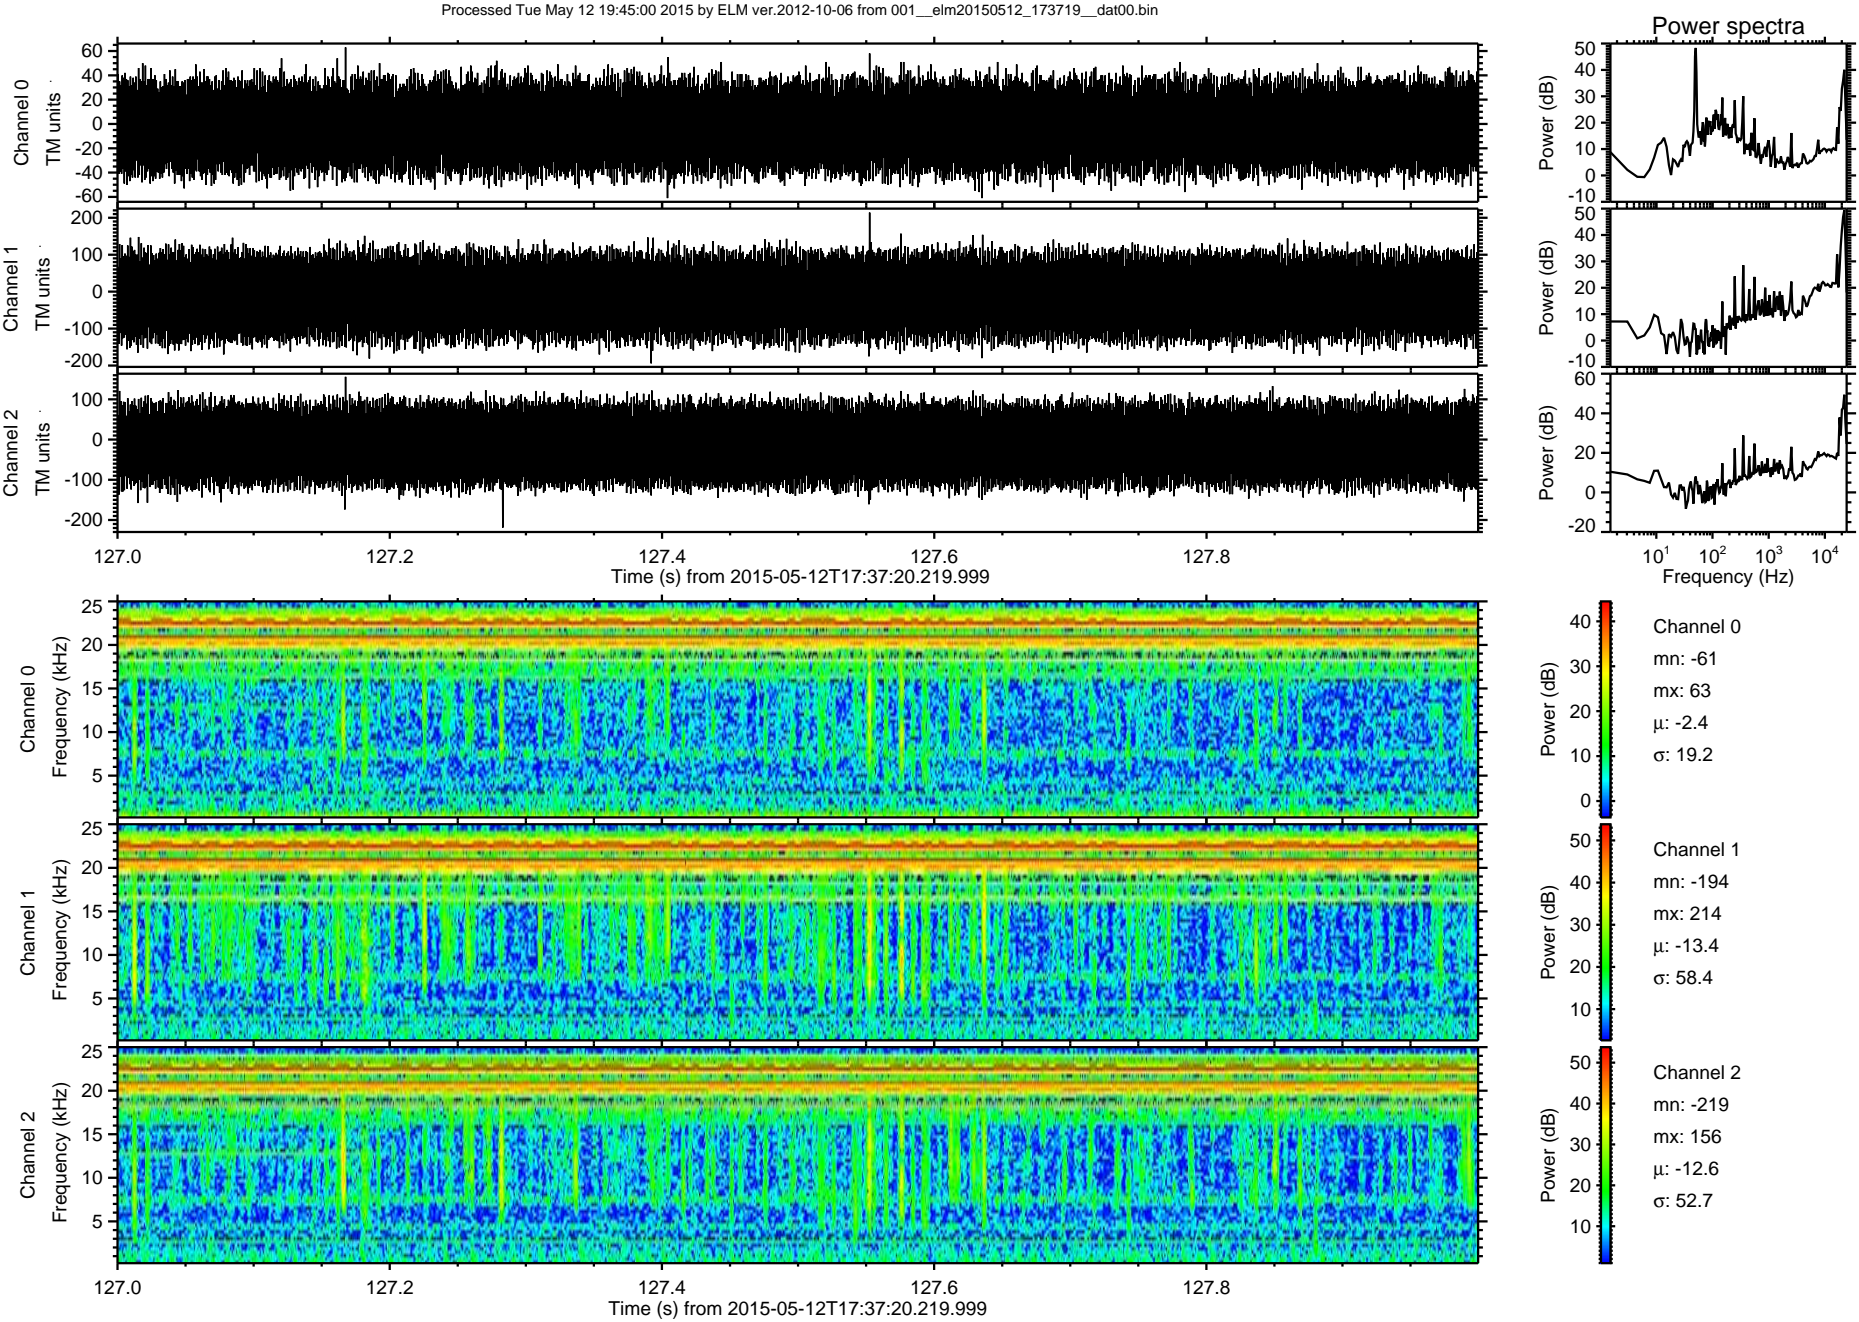 Processed Tue May 12 19:45:00 2015 by ELM ver.2012-10-06 from 001__elm20150512_173719__dat00.bin
Power spectra
Channel 0
TM units
60
40
20
0
-20
-40
-60
Power (dB)
50
40
30
20
10
0
-10
Channel 1
TM units
200
100
0
-100
-200
Power (dB)
50
40
30
20
10
0
-10
Channel 2
TM units
100
0
-100
-200
Power (dB)
60
40
20
0
-20
127.0 127.2 127.4 127.6 127.8
Time (s) from 2015-05-12T17:37:20.219.999
10¹ 10² 10³ 10⁴
Frequency (Hz)
Channel 0
Frequency (kHz)
25
20
15
10
5
Power (dB)
40
30
20
10
0
Channel 0
mn: -61
mx: 63
μ: -2.4
σ: 19.2
Channel 1
Frequency (kHz)
25
20
15
10
5
Power (dB)
50
40
30
20
10
Channel 1
mn: -194
mx: 214
μ: -13.4
σ: 58.4
Channel 2
Frequency (kHz)
25
20
15
10
5
Power (dB)
50
40
30
20
10
Channel 2
mn: -219
mx: 156
μ: -12.6
σ: 52.7
127.0 127.2 127.4 127.6 127.8
Time (s) from 2015-05-12T17:37:20.219.999